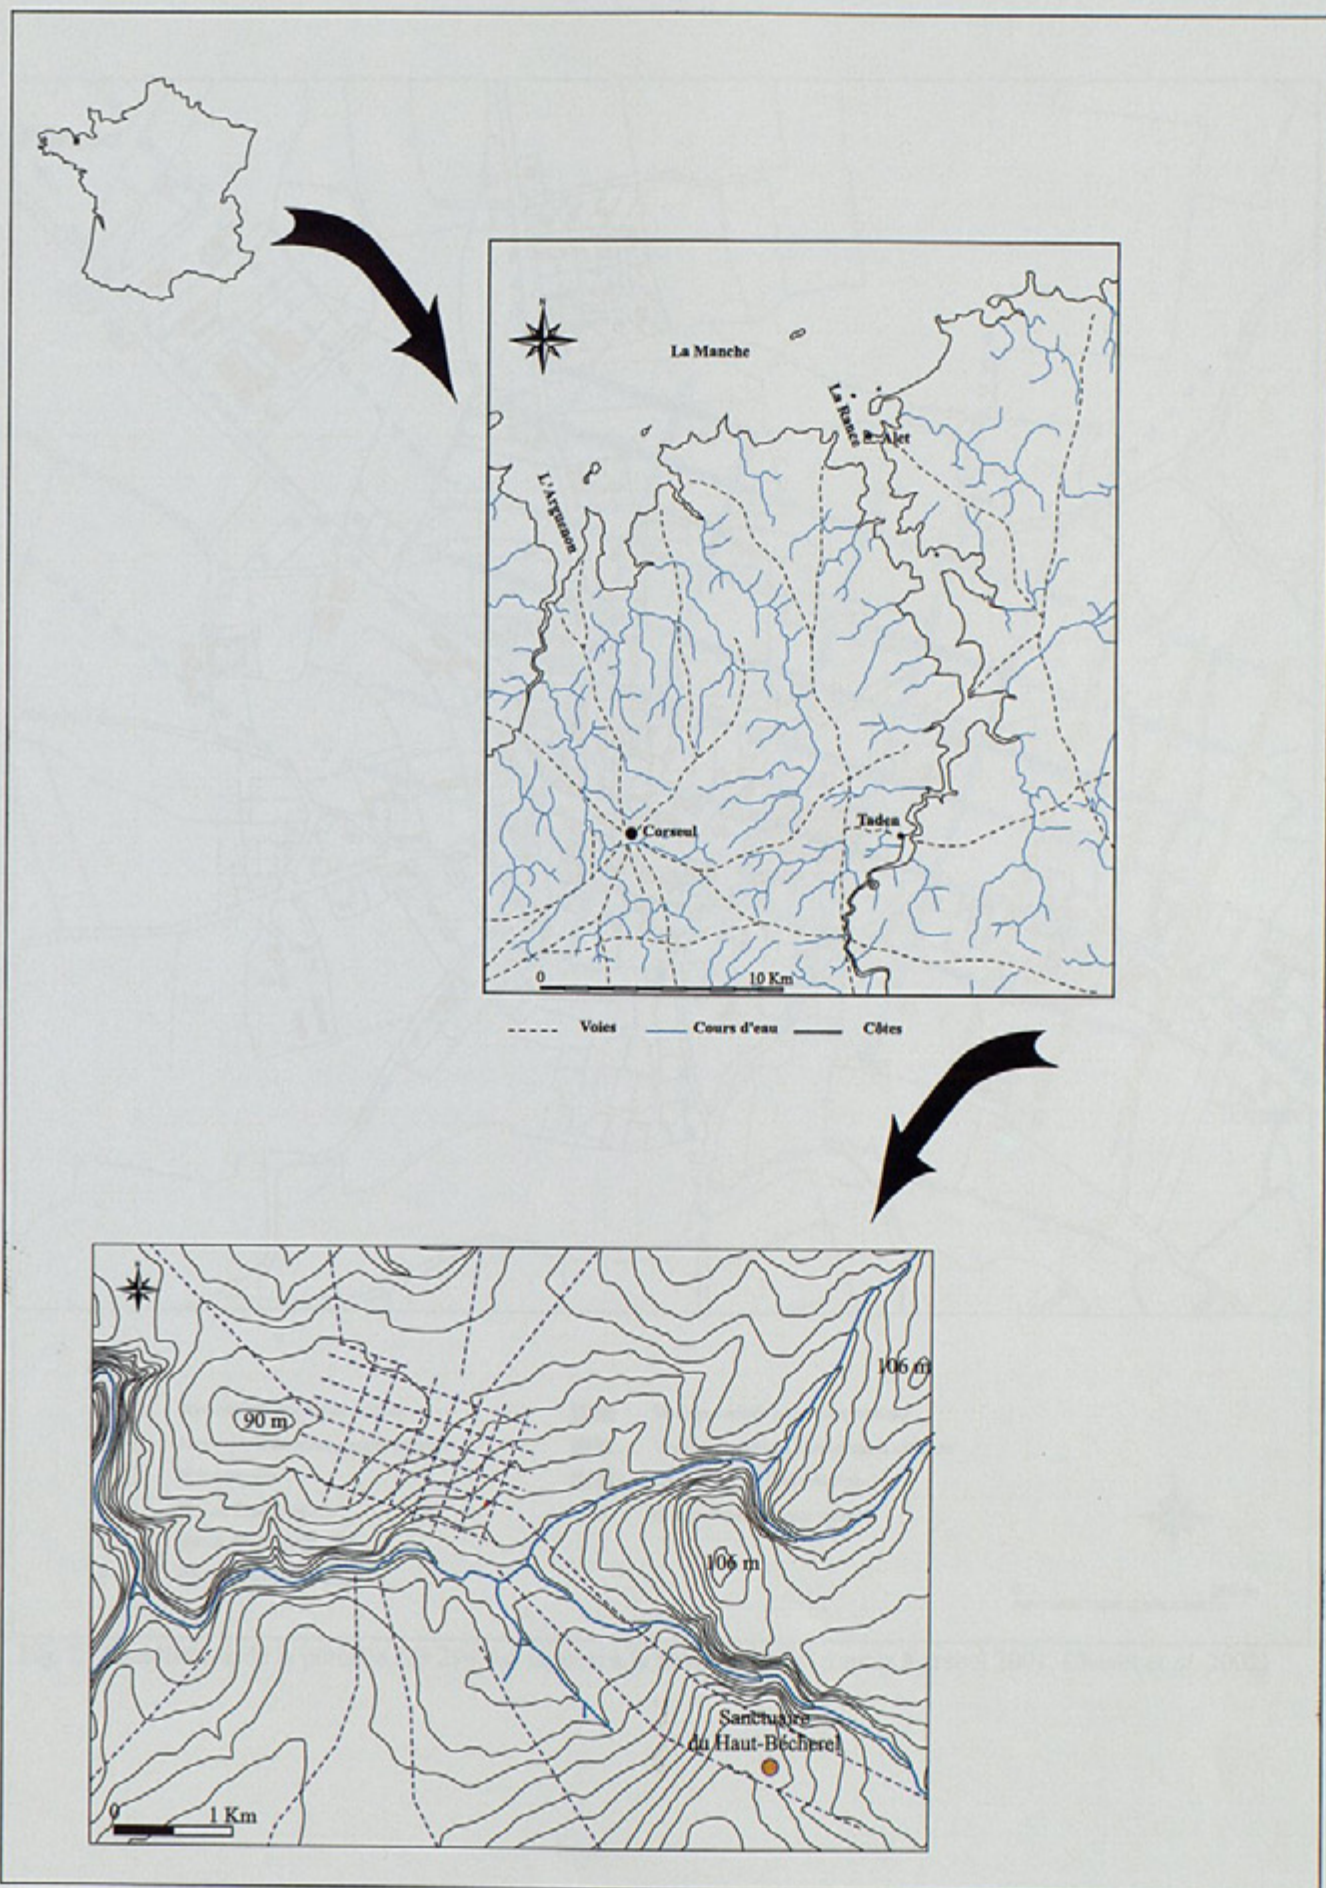 N
La Manche
La Rance
Alet
L'Arguenon
Corseul
Taden
0 10 Km
Voies Cours d'eau Côtes
106 m
90 m
106 m
Sanctuaire
du Haut-Bécherel
0 1 Km